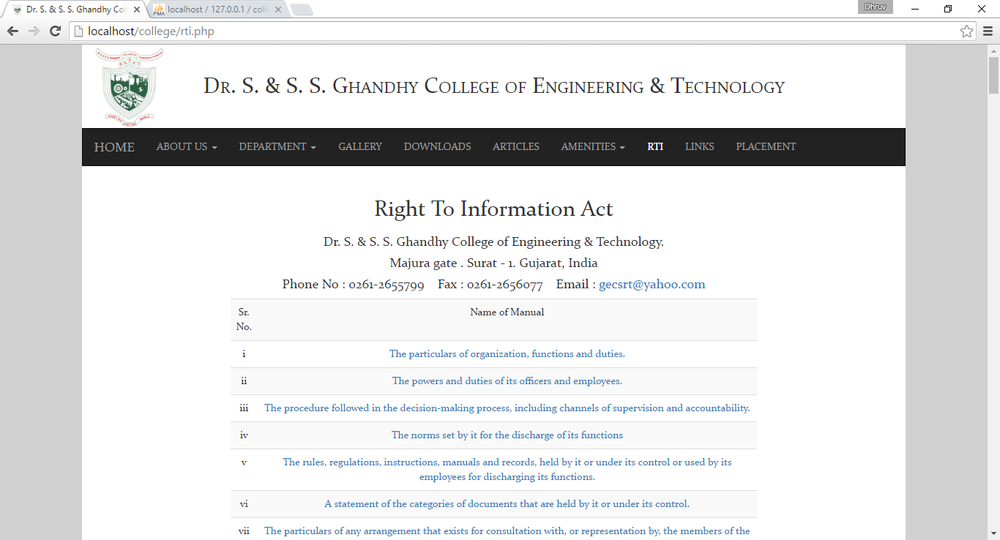 Dr. S. & S. S. Ghandhy Col
localhost / 127.0.0.1 / coll
Dhruv
localhost/college/rti.php
Dr. S. & S. S. Ghandhy College of Engineering & Technology
HOME ABOUT US DEPARTMENT GALLERY DOWNLOADS ARTICLES AMENITIES RTI LINKS PLACEMENT
Right To Information Act
Dr. S. & S. S. Ghandhy College of Engineering & Technology.
Majura gate . Surat - 1. Gujarat, India
Phone No : 0261-2655799 Fax : 0261-2656077 Email : gecsrt@yahoo.com
Sr. No. Name of Manual
i The particulars of organization, functions and duties.
ii The powers and duties of its officers and employees.
iii The procedure followed in the decision-making process, including channels of supervision and accountability.
iv The norms set by it for the discharge of its functions
v The rules, regulations, instructions, manuals and records, held by it or under its control or used by its
employees for discharging its functions.
vi A statement of the categories of documents that are held by it or under its control.
vii The particulars of any arrangement that exists for consultation with, or representation by, the members of the